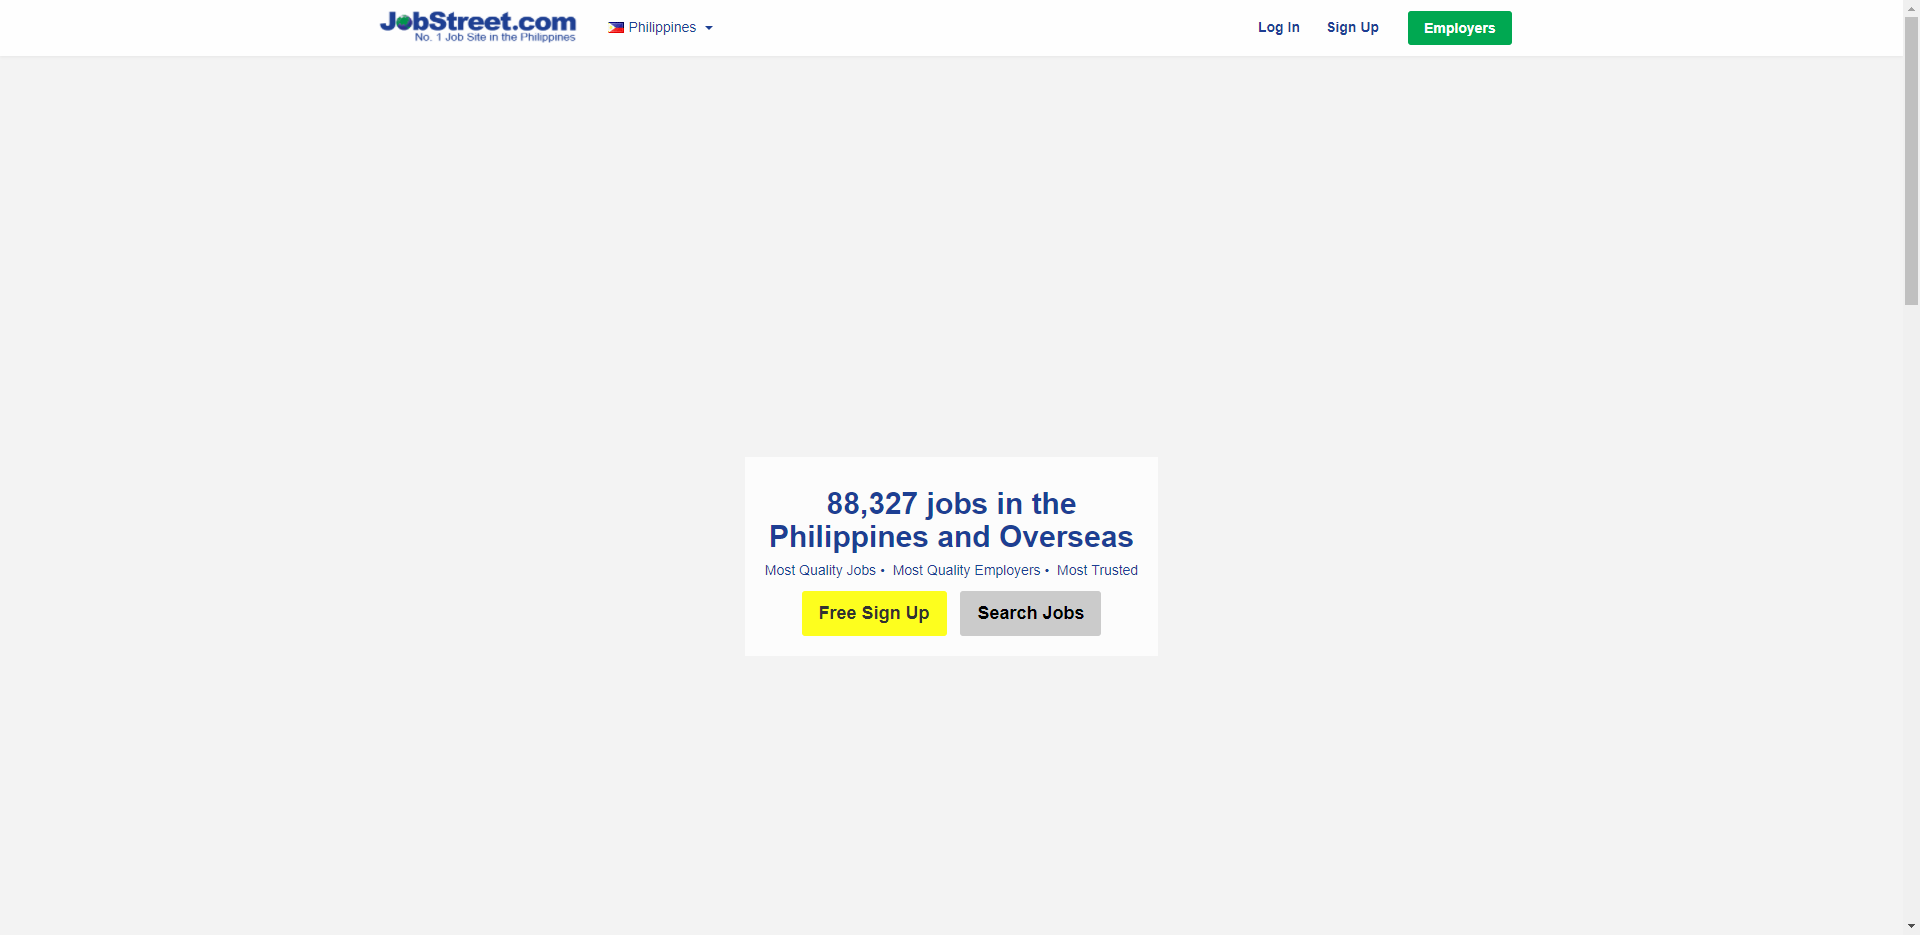 JobStreet.com
No. 1 Job Site in the Philippines
Philippines
Log In
Sign Up
Employers
88,327 jobs in the
Philippines and Overseas
Most Quality Jobs • Most Quality Employers • Most Trusted
Free Sign Up
Search Jobs